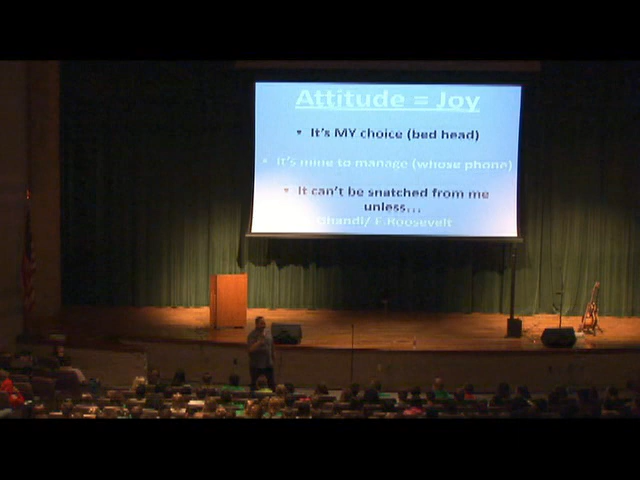 Attitude = Joy
• It's MY choice (bed head)
• It's mine to manage (whose phone)
• It can't be snatched from me
unless…
Ghandi/ E.Roosevelt